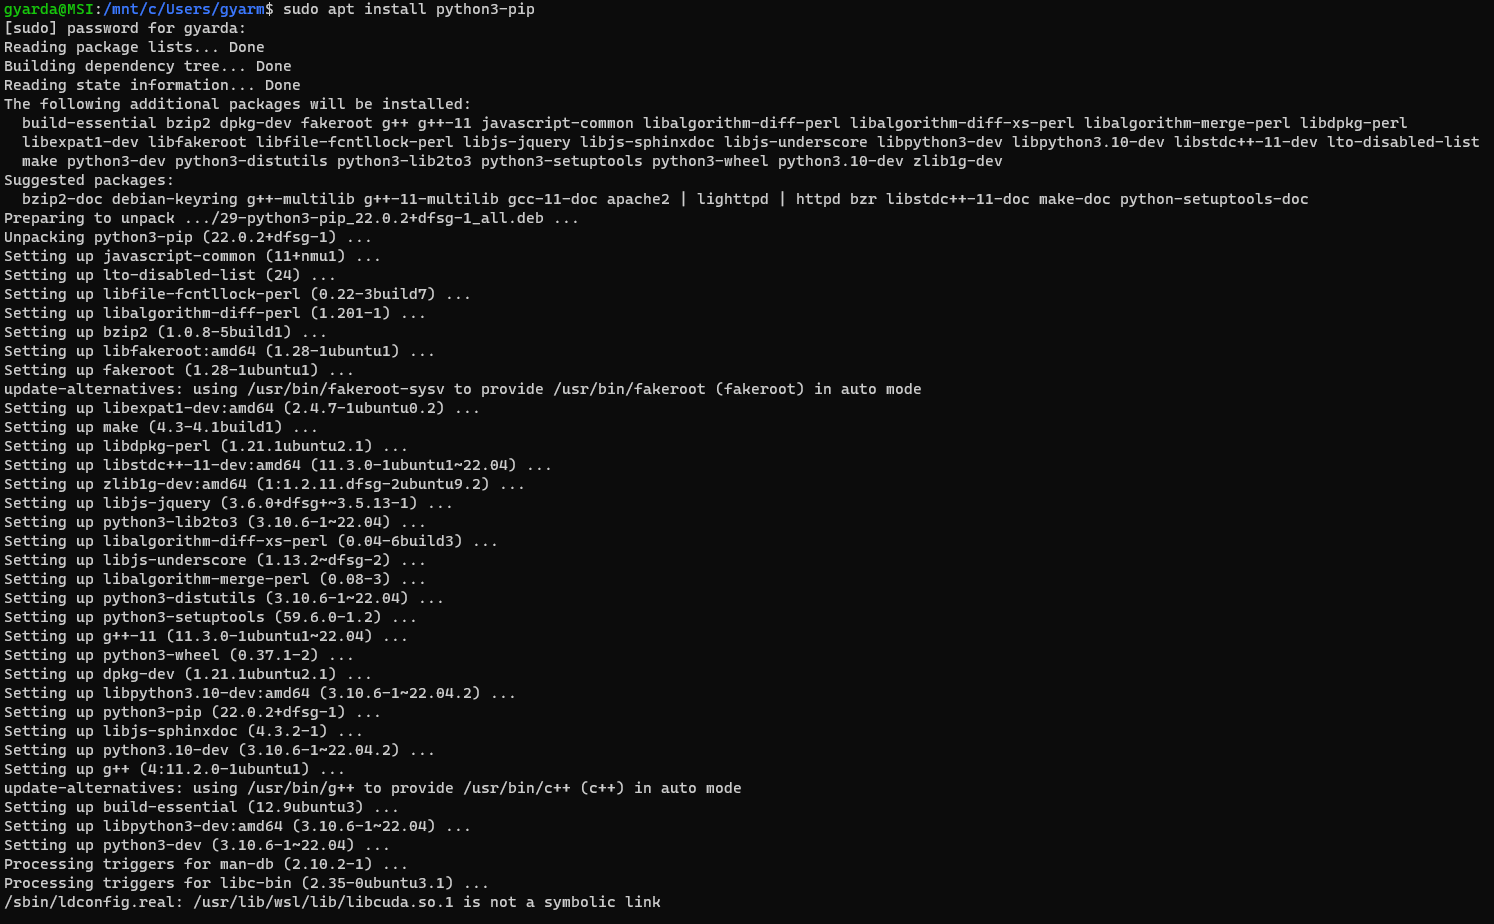 gyarda@MSI:/mnt/c/Users/gyarm$ sudo apt install python3-pip
[sudo] password for gyarda:
Reading package lists... Done
Building dependency tree... Done
Reading state information... Done
The following additional packages will be installed:
  build-essential bzip2 dpkg-dev fakeroot g++ g++-11 javascript-common libalgorithm-diff-perl libalgorithm-diff-xs-perl libalgorithm-merge-perl libdpkg-perl
  libexpat1-dev libfakeroot libfile-fcntllock-perl libjs-jquery libjs-sphinxdoc libjs-underscore libpython3-dev libpython3.10-dev libstdc++-11-dev lto-disabled-list
  make python3-dev python3-distutils python3-lib2to3 python3-setuptools python3-wheel python3.10-dev zlib1g-dev
Suggested packages:
  bzip2-doc debian-keyring g++-multilib g++-11-multilib gcc-11-doc apache2 | lighttpd | httpd bzr libstdc++-11-doc make-doc python-setuptools-doc
Preparing to unpack .../29-python3-pip_22.0.2+dfsg-1_all.deb ...
Unpacking python3-pip (22.0.2+dfsg-1) ...
Setting up javascript-common (11+nmu1) ...
Setting up lto-disabled-list (24) ...
Setting up libfile-fcntllock-perl (0.22-3build7) ...
Setting up libalgorithm-diff-perl (1.201-1) ...
Setting up bzip2 (1.0.8-5build1) ...
Setting up libfakeroot:amd64 (1.28-1ubuntu1) ...
Setting up fakeroot (1.28-1ubuntu1) ...
update-alternatives: using /usr/bin/fakeroot-sysv to provide /usr/bin/fakeroot (fakeroot) in auto mode
Setting up libexpat1-dev:amd64 (2.4.7-1ubuntu0.2) ...
Setting up make (4.3-4.1build1) ...
Setting up libdpkg-perl (1.21.1ubuntu2.1) ...
Setting up libstdc++-11-dev:amd64 (11.3.0-1ubuntu1~22.04) ...
Setting up zlib1g-dev:amd64 (1:1.2.11.dfsg-2ubuntu9.2) ...
Setting up libjs-jquery (3.6.0+dfsg+~3.5.13-1) ...
Setting up python3-lib2to3 (3.10.6-1~22.04) ...
Setting up libalgorithm-diff-xs-perl (0.04-6build3) ...
Setting up libjs-underscore (1.13.2~dfsg-2) ...
Setting up libalgorithm-merge-perl (0.08-3) ...
Setting up python3-distutils (3.10.6-1~22.04) ...
Setting up python3-setuptools (59.6.0-1.2) ...
Setting up g++-11 (11.3.0-1ubuntu1~22.04) ...
Setting up python3-wheel (0.37.1-2) ...
Setting up dpkg-dev (1.21.1ubuntu2.1) ...
Setting up libpython3.10-dev:amd64 (3.10.6-1~22.04.2) ...
Setting up python3-pip (22.0.2+dfsg-1) ...
Setting up libjs-sphinxdoc (4.3.2-1) ...
Setting up python3.10-dev (3.10.6-1~22.04.2) ...
Setting up g++ (4:11.2.0-1ubuntu1) ...
update-alternatives: using /usr/bin/g++ to provide /usr/bin/c++ (c++) in auto mode
Setting up build-essential (12.9ubuntu3) ...
Setting up libpython3-dev:amd64 (3.10.6-1~22.04) ...
Setting up python3-dev (3.10.6-1~22.04) ...
Processing triggers for man-db (2.10.2-1) ...
Processing triggers for libc-bin (2.35-0ubuntu3.1) ...
/sbin/ldconfig.real: /usr/lib/wsl/lib/libcuda.so.1 is not a symbolic link